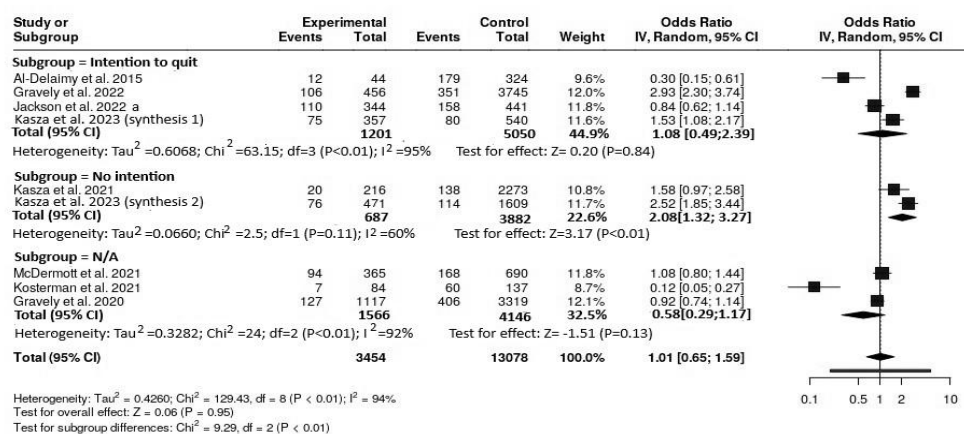 Study or Experimental Control Odds Ratio Odds Ratio
Subgroup Events Total Events Total Weight IV, Random, 95% CI IV, Random, 95% CI
Subgroup = Intention to quit
Al-Delaimy et al. 2015 12 44 179 324 9.6% 0.30 [0.15; 0.61]
Gravely et al. 2022 106 456 351 3745 12.0% 2.93 [2.30; 3.74]
Jackson et al. 2022 a 110 344 158 441 11.8% 0.84 [0.62; 1.14]
Kasza et al. 2023 (synthesis 1) 75 357 80 540 11.6% 1.53 [1.08; 2.17]
Total (95% CI) 1201 5050 44.9% 1.08 [0.49;2.39]
Heterogeneity: Tau² =0.6068; Chi² =63.15; df=3 (P<0.01); I² =95% Test for effect: Z= 0.20 (P=0.84)
Subgroup = No intention
Kasza et al. 2021 20 216 138 2273 10.8% 1.58 [0.97; 2.58]
Kasza et al. 2023 (synthesis 2) 76 471 114 1609 11.7% 2.52 [1.85; 3.44]
Total (95% CI) 687 3882 22.6% 2.08[1.32; 3.27]
Heterogeneity: Tau² =0.0660; Chi² =2.5; df=1 (P=0.11); I² =60% Test for effect: Z=3.17 (P<0.01)
Subgroup = N/A
McDermott et al. 2021 94 365 168 690 11.8% 1.08 [0.80; 1.44]
Kosterman et al. 2021 7 84 60 137 8.7% 0.12 [0.05; 0.27]
Gravely et al. 2020 127 1117 406 3319 12.1% 0.92 [0.74; 1.14]
Total (95% CI) 1566 4146 32.5% 0.58[0.29;1.17]
Heterogeneity: Tau² =0.3282; Chi² =24; df=2 (P<0.01); I² =92% Test for effect: Z= -1.51 (P=0.13)
Total (95% CI) 3454 13078 100.0% 1.01 [0.65; 1.59]
Heterogeneity: Tau² = 0.4260; Chi² = 129.43, df = 8 (P < 0.01); I² = 94%
Test for overall effect: Z = 0.06 (P = 0.95)
Test for subgroup differences: Chi² = 9.29, df = 2 (P < 0.01)
0.1 0.5 1 2 10